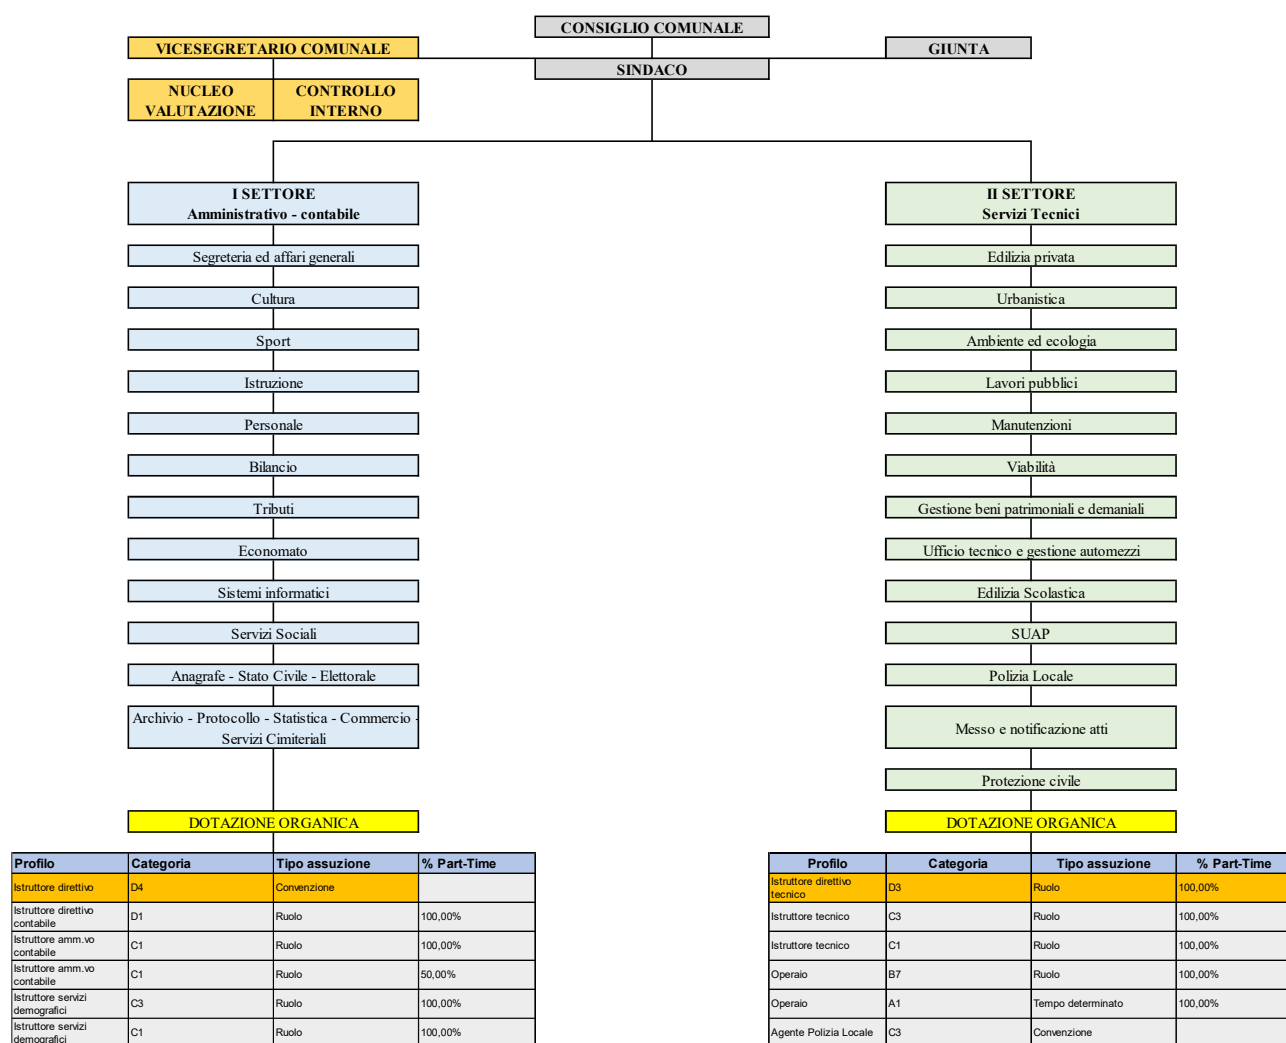 CONSIGLIO COMUNALE
VICESEGRETARIO COMUNALE
GIUNTA
SINDACO
NUCLEO
VALUTAZIONE
CONTROLLO
INTERNO
I SETTORE
Amministrativo - contabile
Segreteria ed affari generali
Cultura
Sport
Istruzione
Personale
Bilancio
Tributi
Economato
Sistemi informatici
Servizi Sociali
Anagrafe - Stato Civile - Elettorale
Archivio - Protocollo - Statistica - Commercio -
Servizi Cimiteriali
DOTAZIONE ORGANICA
Profilo Categoria Tipo assuzione % Part-Time
Istruttore direttivo D4 Convenzione
Istruttore direttivo
contabile D1 Ruolo 100,00%
Istruttore amm.vo
contabile C1 Ruolo 100,00%
Istruttore amm.vo
contabile C1 Ruolo 50,00%
Istruttore servizi
demografici C3 Ruolo 100,00%
Istruttore servizi
demografici C1 Ruolo 100,00%
II SETTORE
Servizi Tecnici
Edilizia privata
Urbanistica
Ambiente ed ecologia
Lavori pubblici
Manutenzioni
Viabilità
Gestione beni patrimoniali e demaniali
Ufficio tecnico e gestione automezzi
Edilizia Scolastica
SUAP
Polizia Locale
Messo e notificazione atti
Protezione civile
DOTAZIONE ORGANICA
Profilo Categoria Tipo assuzione % Part-Time
Istruttore direttivo
tecnico D3 Ruolo 100,00%
Istruttore tecnico C3 Ruolo 100,00%
Istruttore tecnico C1 Ruolo 100,00%
Operaio B7 Ruolo 100,00%
Operaio A1 Tempo determinato 100,00%
Agente Polizia Locale C3 Convenzione